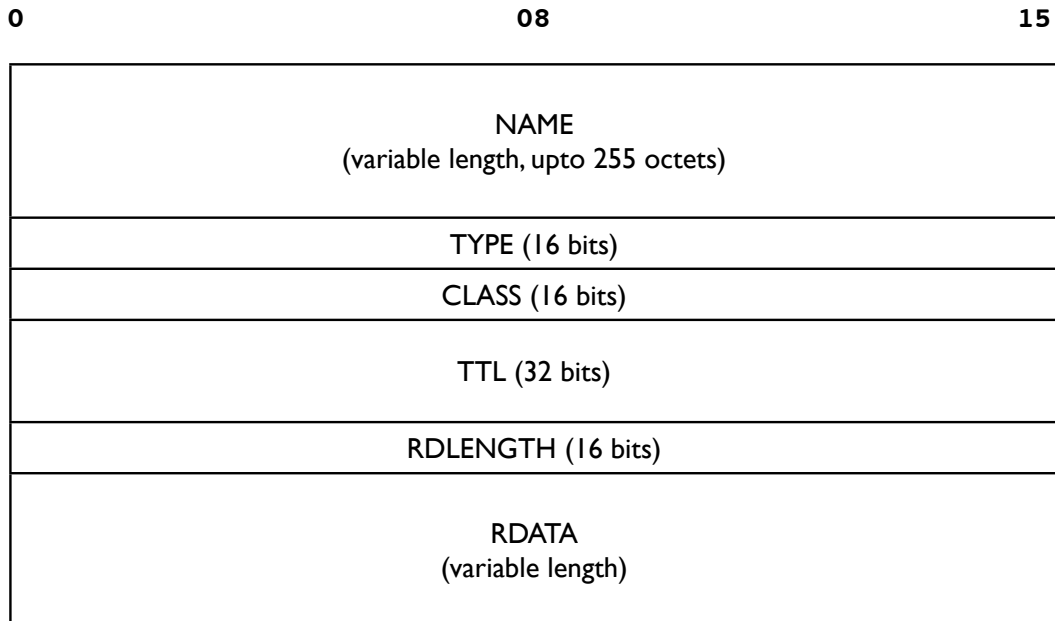 0 08 15
NAME
(variable length, upto 255 octets)
TYPE (16 bits)
CLASS (16 bits)
TTL (32 bits)
RDLENGTH (16 bits)
RDATA
(variable length)